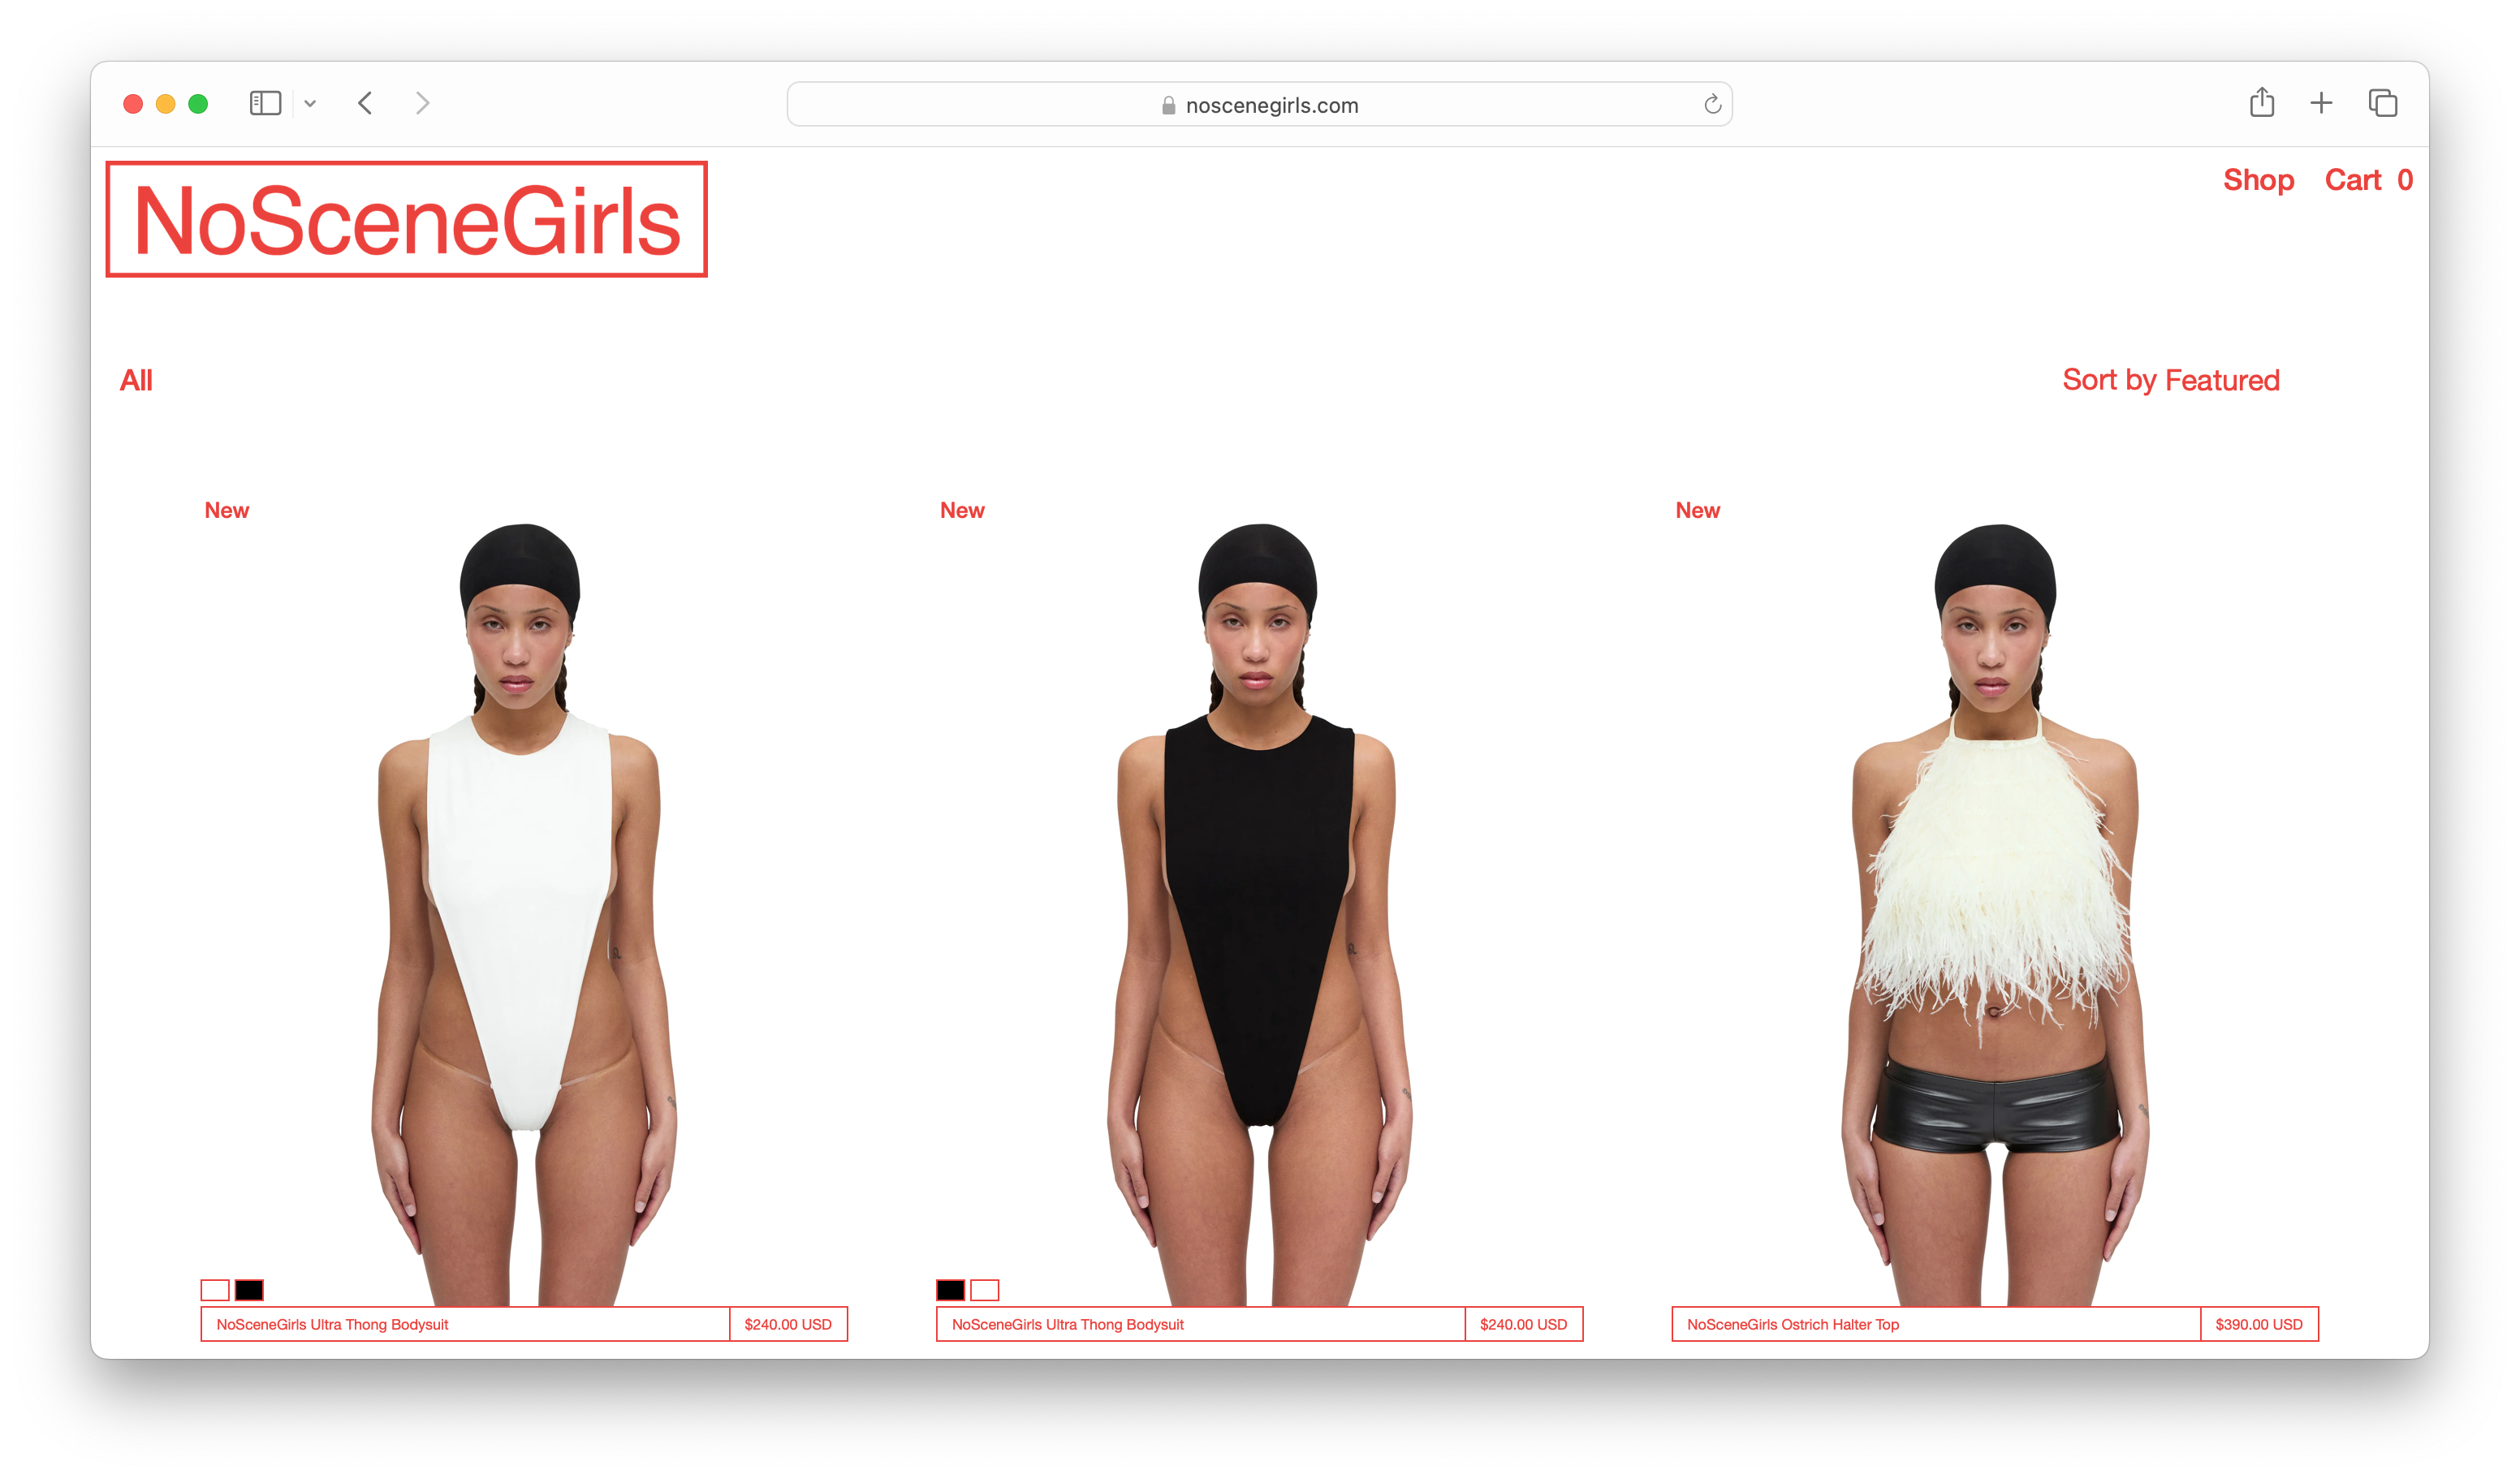 noscenegirls.com
NoSceneGirls
Shop Cart 0
All
Sort by Featured
New
New
New
NoSceneGirls Ultra Thong Bodysuit $240.00 USD
NoSceneGirls Ultra Thong Bodysuit $240.00 USD
NoSceneGirls Ostrich Halter Top $390.00 USD